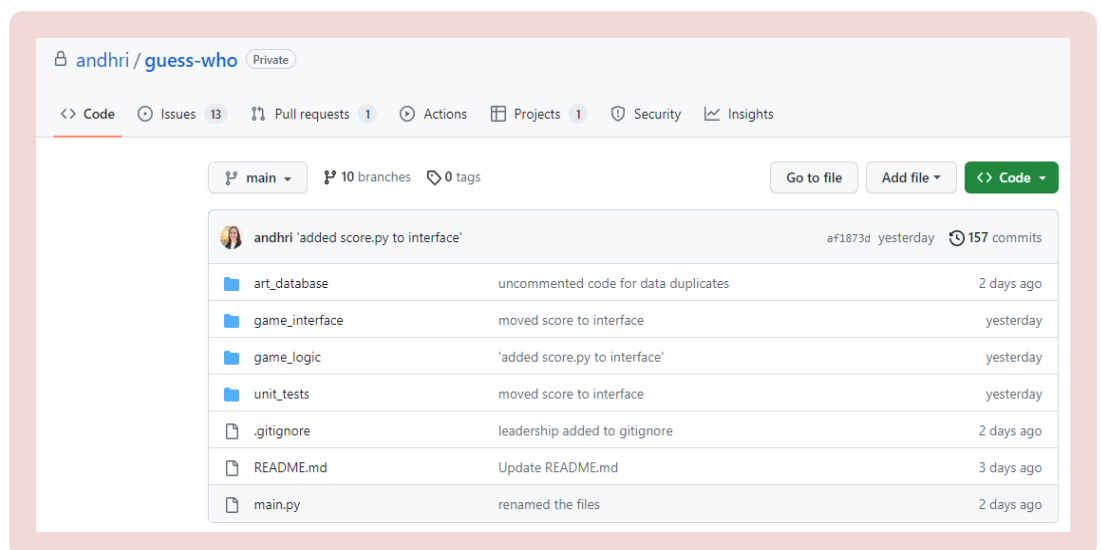 andhri / guess-who Private
Code Issues 13 Pull requests 1 Actions Projects 1 Security Insights
main 10 branches 0 tags Go to file Add file Code
andhri 'added score.py to interface' af1873d yesterday 157 commits
art_database uncommented code for data duplicates 2 days ago
game_interface moved score to interface yesterday
game_logic 'added score.py to interface' yesterday
unit_tests moved score to interface yesterday
.gitignore leadership added to gitignore 2 days ago
README.md Update README.md 3 days ago
main.py renamed the files 2 days ago